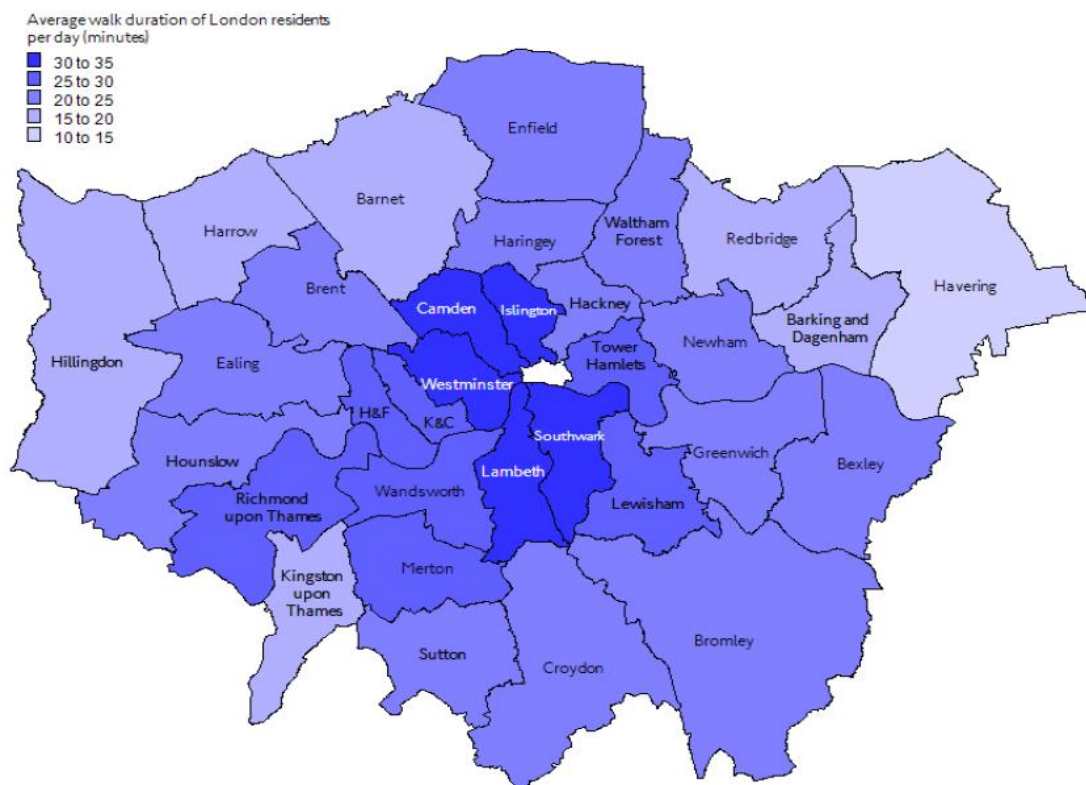 Average walk duration of London residents
per day (minutes)
30 to 35
25 to 30
20 to 25
15 to 20
10 to 15
Enfield
Barnet
Harrow
Haringey
Waltham
Forest
Redbridge
Havering
Brent
Camden
Islington
Hackney
Barking and
Dagenham
Hillingdon
Ealing
Westminster
Tower
Hamlets
Newham
H&F
K&C
Southwark
Hounslow
Lambeth
Greenwich
Bexley
Richmond
upon Thames
Wandsworth
Lewisham
Merton
Kingston
upon
Thames
Sutton
Croydon
Bromley